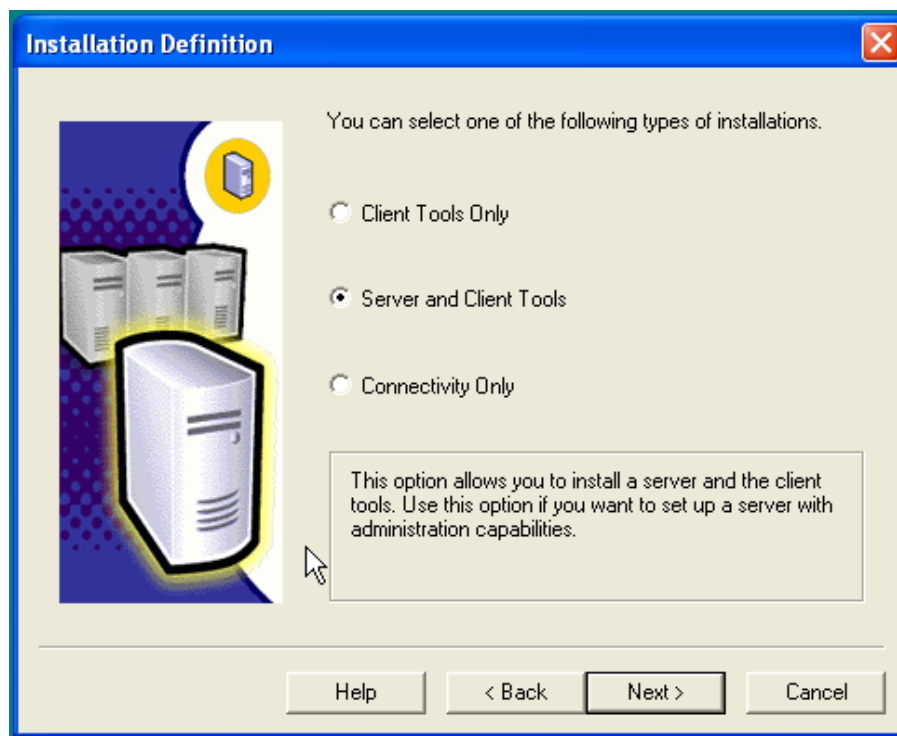 Installation Definition
You can select one of the following types of installations.
Client Tools Only
Server and Client Tools
Connectivity Only
This option allows you to install a server and the client
tools. Use this option if you want to set up a server with
administration capabilities.
Help
< Back
Next >
Cancel